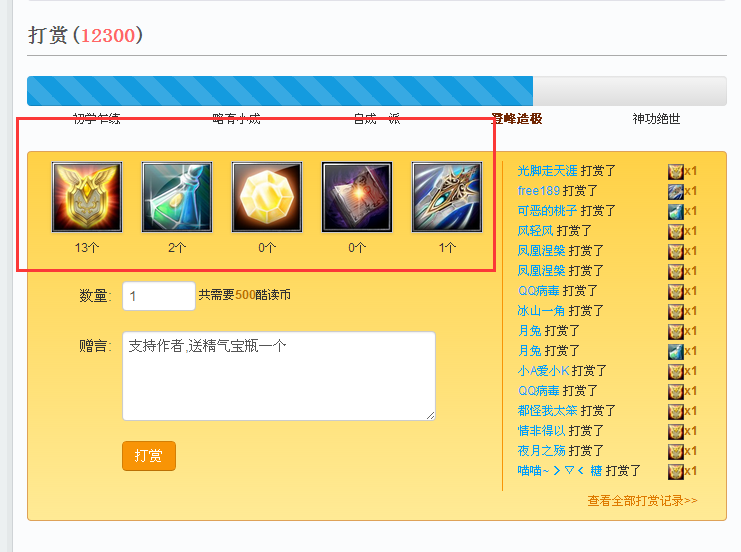 打赏(12300)
初学乍练 略有小成 自成一派 登峰造极 神功绝世
13个 2个 0个 0个 1个
数量: 1 共需要500酷读币
赠言: 支持作者,送精气宝瓶一个
打赏
光脚走天涯 打赏了 x1
free189 打赏了 x1
可恶的桃子 打赏了 x1
风轻风 打赏了 x1
凤凰涅槃 打赏了 x1
凤凰涅槃 打赏了 x1
QQ病毒 打赏了 x1
冰山一角 打赏了 x1
月兔 打赏了 x1
月兔 打赏了 x1
小A爱小K 打赏了 x1
QQ病毒 打赏了 x1
都怪我太笨 打赏了 x1
情非得以 打赏了 x1
夜月之殇 打赏了 x1
喵喵~>▽< 糖 打赏了 x1
查看全部打赏记录>>